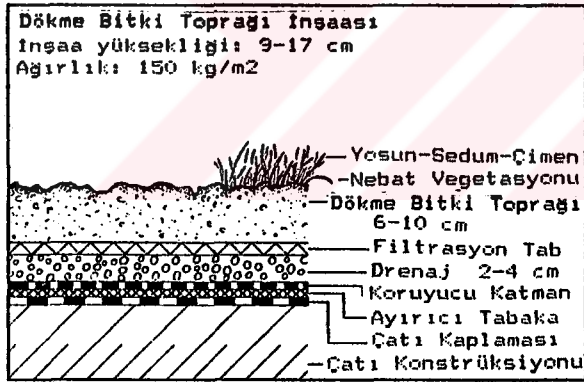 Dökme Bitki Toprağı İnşaası
İnşaa yüksekliği: 9-17 cm
Ağırlık: 150 kg/m2
Yosun-Sedum-Çimen
Nebat Vegetasyonu
Dökme Bitki Toprağı
6-10 cm
Filtrasyon Tab
Drenaj 2-4 cm
Koruyucu Katman
Ayırıcı Tabaka
Çatı Kaplaması
Çatı Konstrüksiyonu